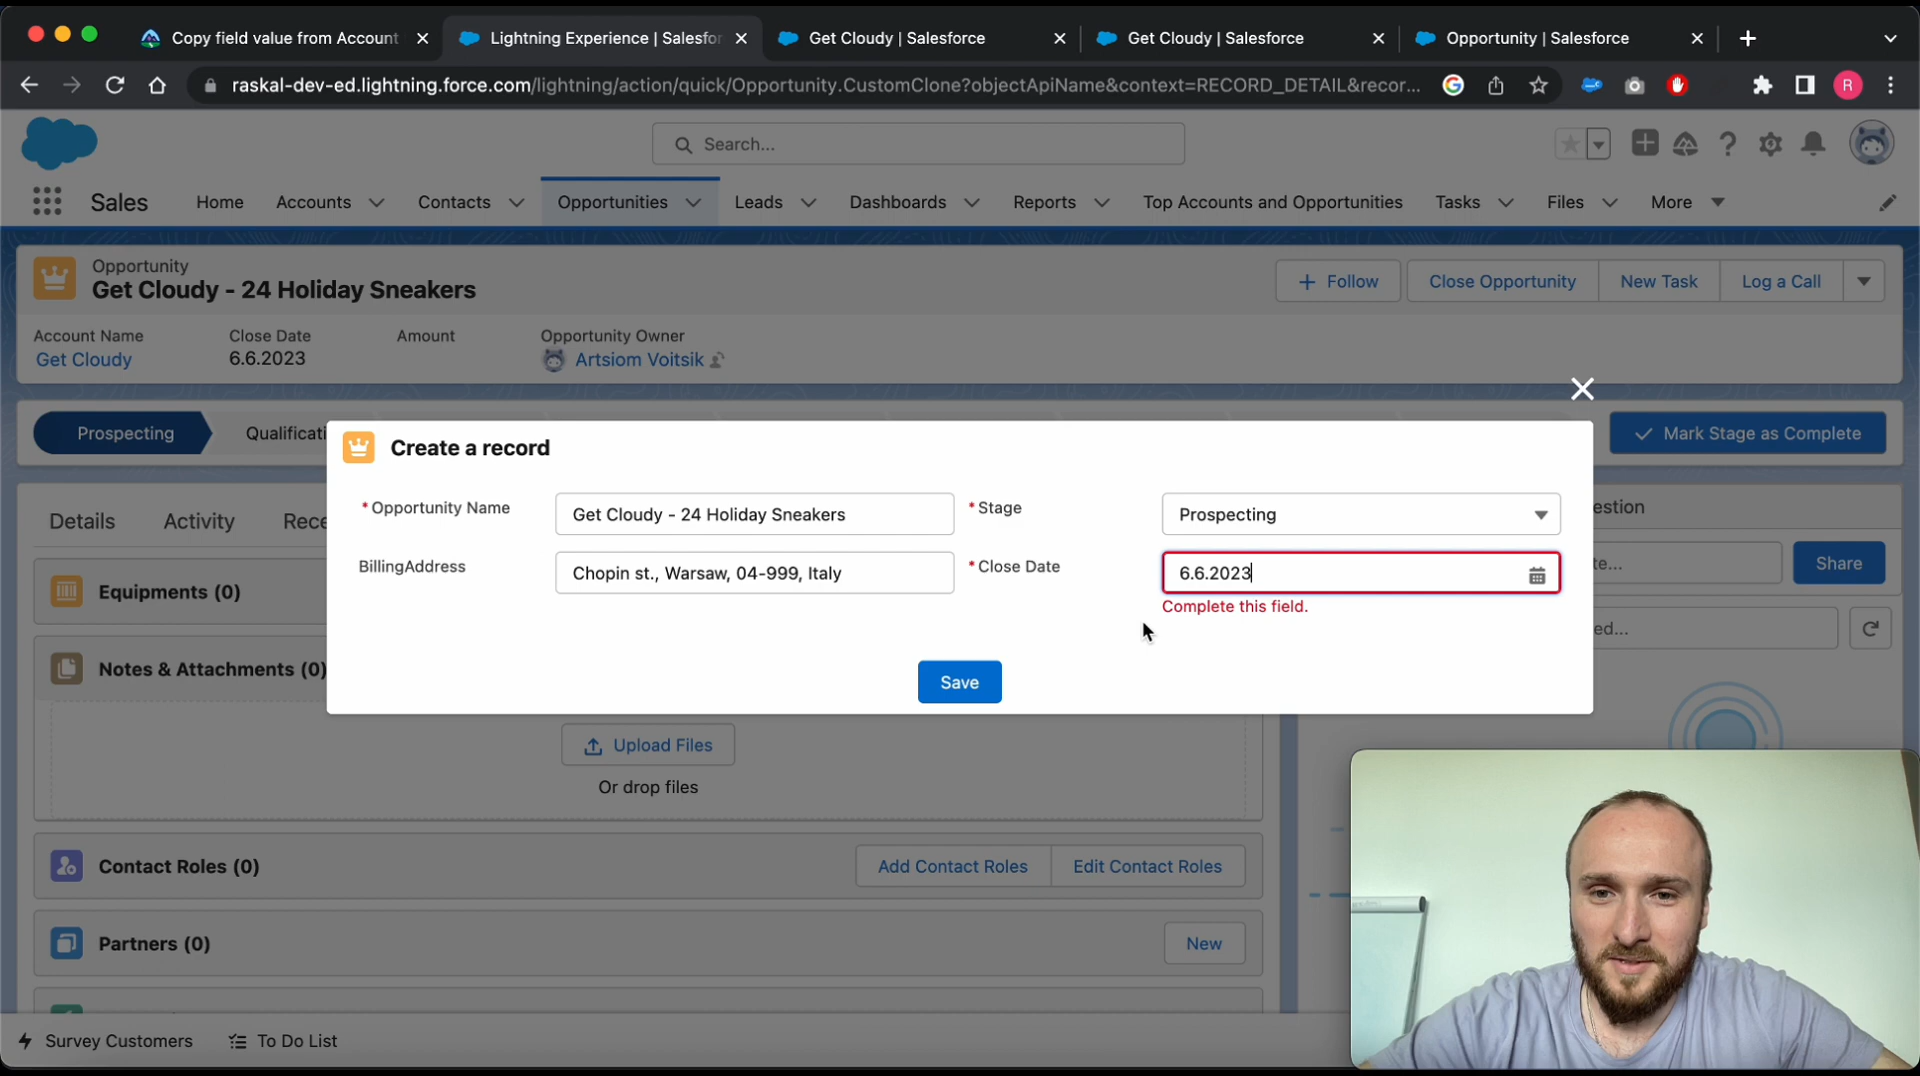 Copy field value from Account
Lightning Experience | Salesfor
Get Cloudy | Salesforce
Get Cloudy | Salesforce
Opportunity | Salesforce
raskal-dev-ed.lightning.force.com/lightning/action/quick/Opportunity.CustomClone?objectApiName&context=RECORD_DETAIL&recor...
R
Search...
Sales
Home
Accounts
Contacts
Opportunities
Leads
Dashboards
Reports
Top Accounts and Opportunities
Tasks
Files
More
Opportunity
Get Cloudy - 24 Holiday Sneakers
Follow
Close Opportunity
New Task
Log a Call
Account Name
Close Date
Amount
Opportunity Owner
Get Cloudy
6.6.2023
Artsiom Voitsik
Prospecting
Qualificati
Mark Stage as Complete
Create a record
*Opportunity Name
Get Cloudy - 24 Holiday Sneakers
*Stage
Prospecting
BillingAddress
Chopin st., Warsaw, 04-999, Italy
*Close Date
6.6.2023
Complete this field.
Save
Details
Activity
Rece
estion
te...
Share
ed...
Equipments (0)
Notes & Attachments (0)
Upload Files
Or drop files
Contact Roles (0)
Add Contact Roles
Edit Contact Roles
Partners (0)
New
Survey Customers
To Do List